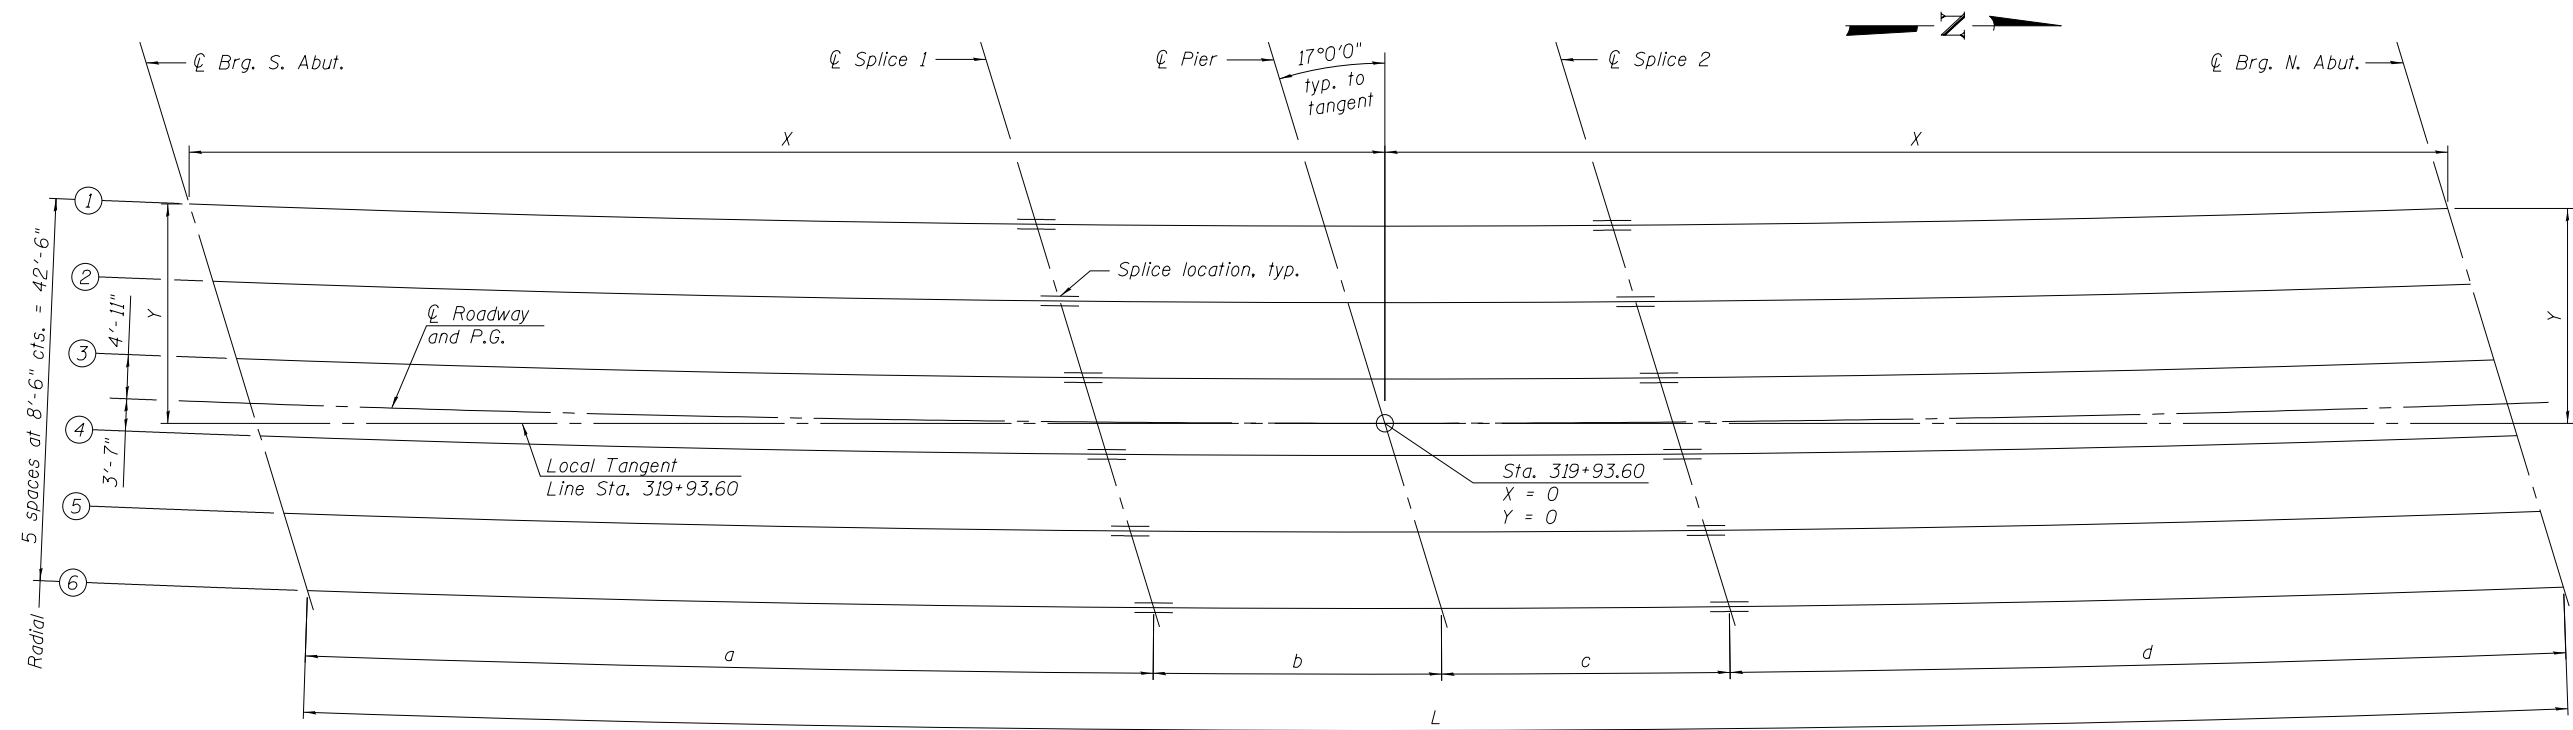 N
℄ Brg. S. Abut.
℄ Splice 1
℄ Pier
17°0'0"
typ. to
tangent
℄ Splice 2
℄ Brg. N. Abut.
X
X
1
2
3
4
5
6
5 spaces at 8'-6" cts. = 42'-6"
Radial
4'-11"
3'-7"
Y
℄ Roadway
and P.G.
Splice location, typ.
Y
Local Tangent
Line Sta. 319+93.60
Sta. 319+93.60
X = 0
Y = 0
a
b
c
d
L